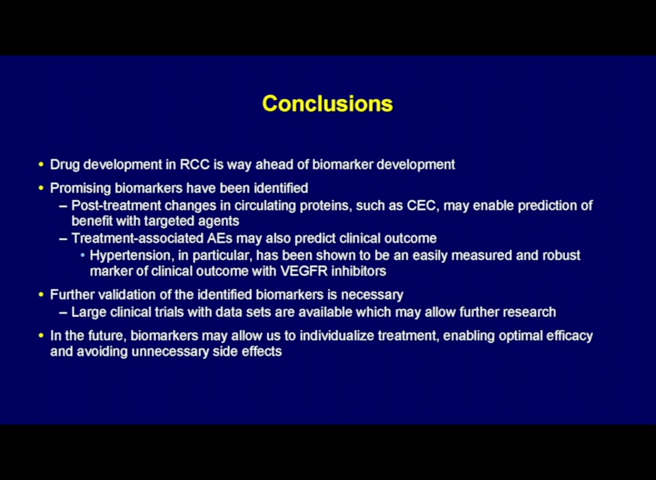 Conclusions
• Drug development in RCC is way ahead of biomarker development
• Promising biomarkers have been identified
– Post-treatment changes in circulating proteins, such as CEC, may enable prediction of
benefit with targeted agents
– Treatment-associated AEs may also predict clinical outcome
• Hypertension, in particular, has been shown to be an easily measured and robust
marker of clinical outcome with VEGFR inhibitors
• Further validation of the identified biomarkers is necessary
– Large clinical trials with data sets are available which may allow further research
• In the future, biomarkers may allow us to individualize treatment, enabling optimal efficacy
and avoiding unnecessary side effects